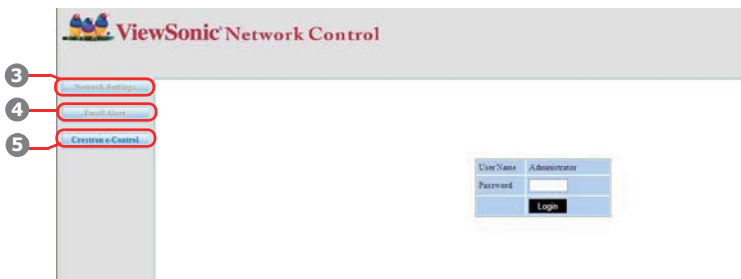 ViewSonic® Network Control
3
Network Settings
4
Email Alert
5
Crestron e-Control
User Name Administrator
Password
Login